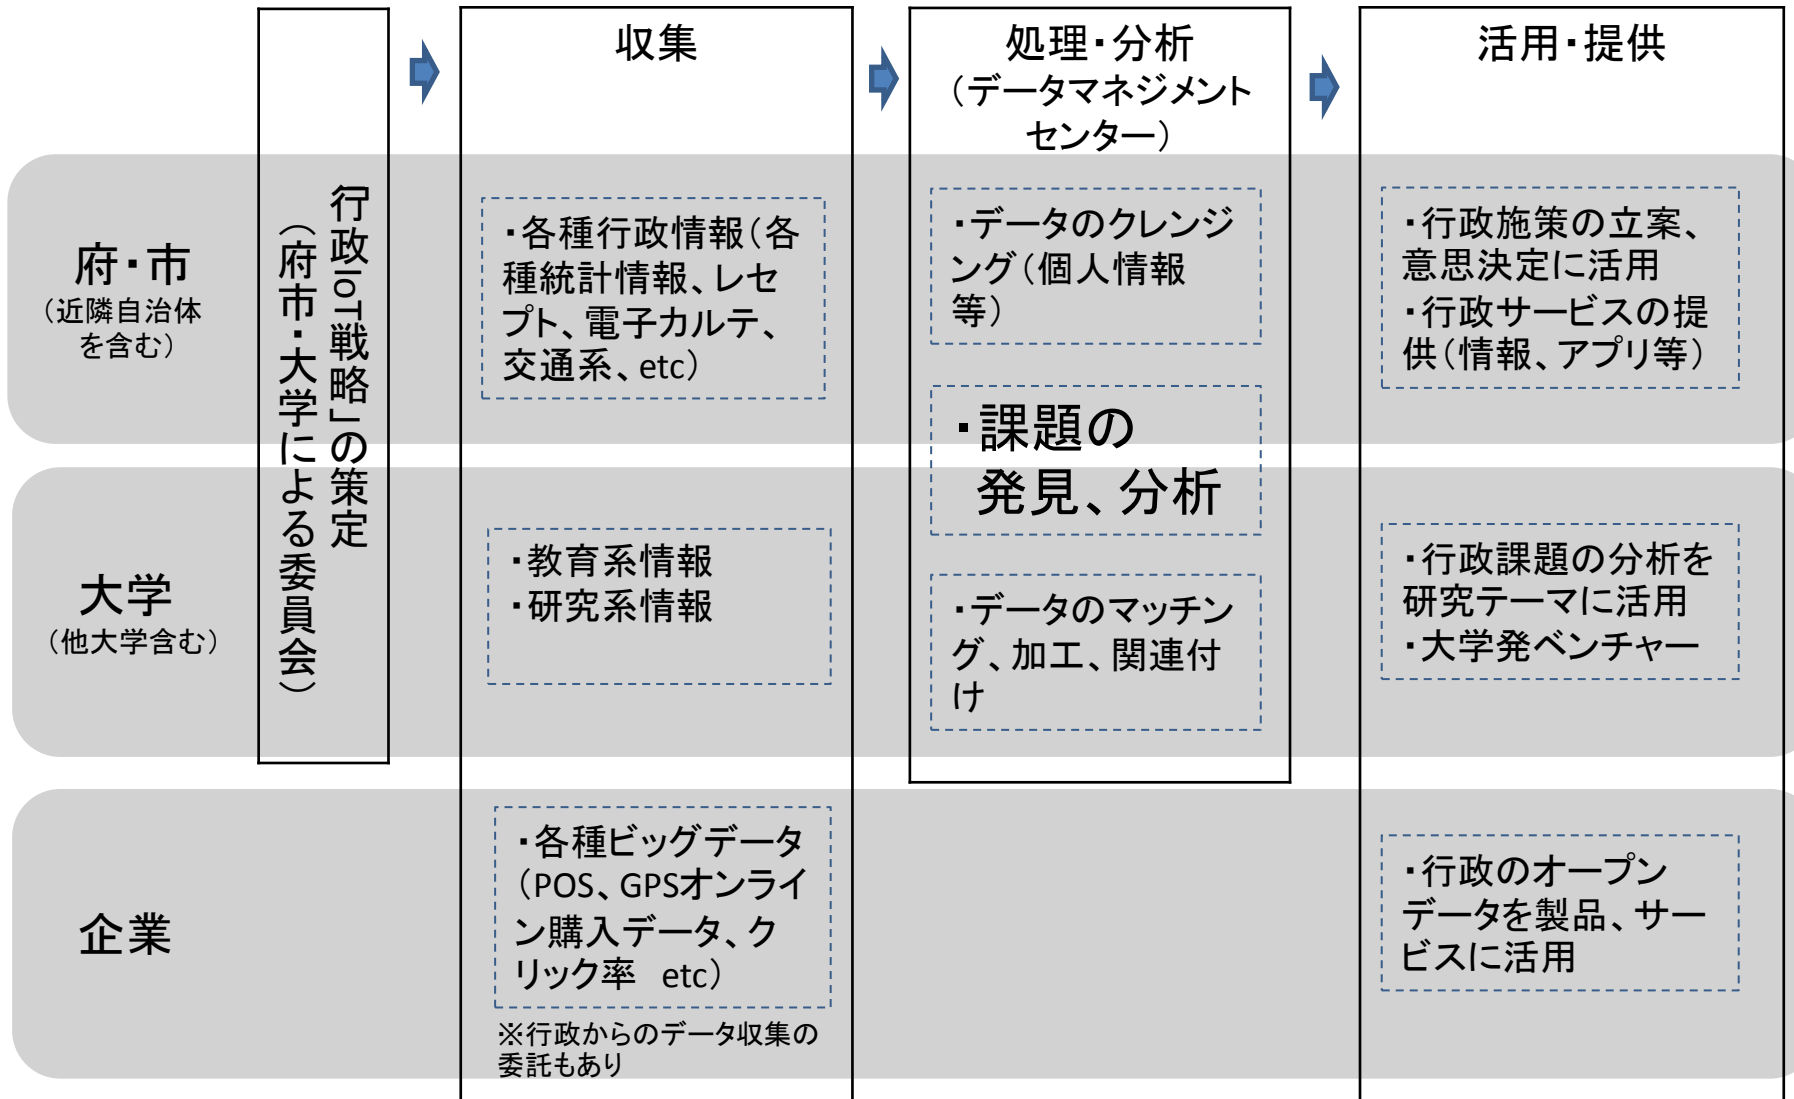 収集
処理・分析
（データマネジメント
センター）
活用・提供
府・市
（近隣自治体
を含む）
行政IoT戦略」の策定
（府市・大学による委員会）
・各種行政情報（各
種統計情報、レセ
プト、電子カルテ、
交通系、etc）
・データのクレンジ
ング（個人情報
等）
・課題の
発見、分析
・データのマッチン
グ、加工、関連付
け
・行政施策の立案、
意思決定に活用
・行政サービスの提
供（情報、アプリ等）
大学
（他大学含む）
・教育系情報
・研究系情報
・行政課題の分析を
研究テーマに活用
・大学発ベンチャー
企業
・各種ビッグデータ
（POS、GPSオンライ
ン購入データ、ク
リック率　etc）
※行政からのデータ収集の
委託もあり
・行政のオープン
データを製品、サー
ビスに活用